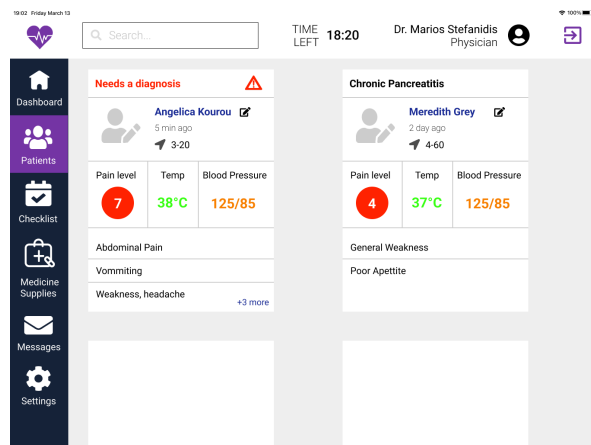 19:02 Friday March 13
100%
Search...
TIME LEFT 18:20
Dr. Marios Stefanidis
Physician
Dashboard
Patients
Checklist
Medicine
Supplies
Messages
Settings
Needs a diagnosis
Angelica Kourou
5 min ago
3-20
Pain level Temp Blood Pressure
7 38°C 125/85
Abdominal Pain
Vommiting
Weakness, headache
+3 more
Chronic Pancreatitis
Meredith Grey
2 day ago
4-60
Pain level Temp Blood Pressure
4 37°C 125/85
General Weakness
Poor Apettite